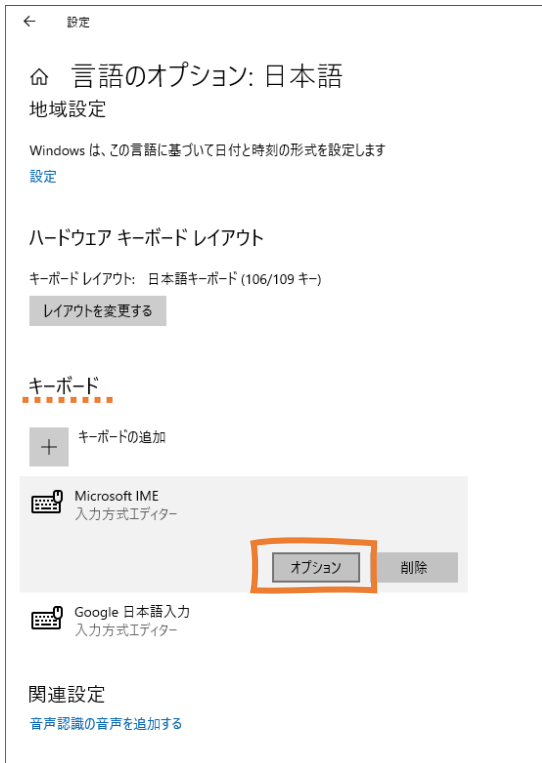 設定
言語のオプション: 日本語
地域設定
Windows は、この言語に基づいて日付と時刻の形式を設定します
設定
ハードウェア キーボード レイアウト
キーボード レイアウト: 日本語キーボード (106/109 キー)
レイアウトを変更する
キーボード
キーボードの追加
Microsoft IME
入力方式エディター
オプション 削除
Google 日本語入力
入力方式エディター
関連設定
音声認識の音声を追加する